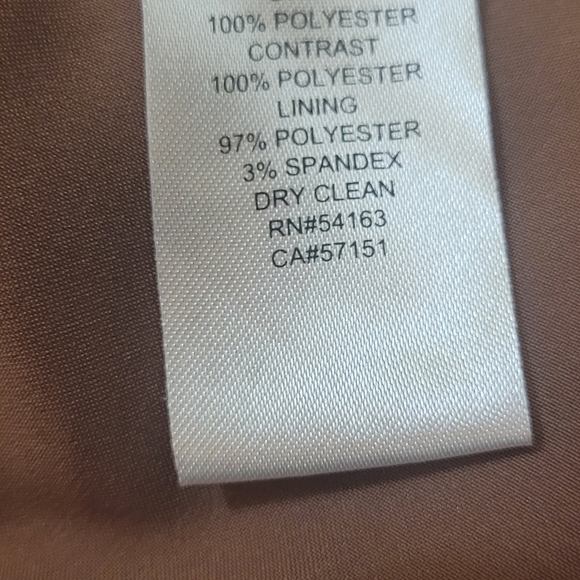 100% POLYESTER
CONTRAST
100% POLYESTER
LINING
97% POLYESTER
3% SPANDEX
DRY CLEAN
RN#54163
CA#57151